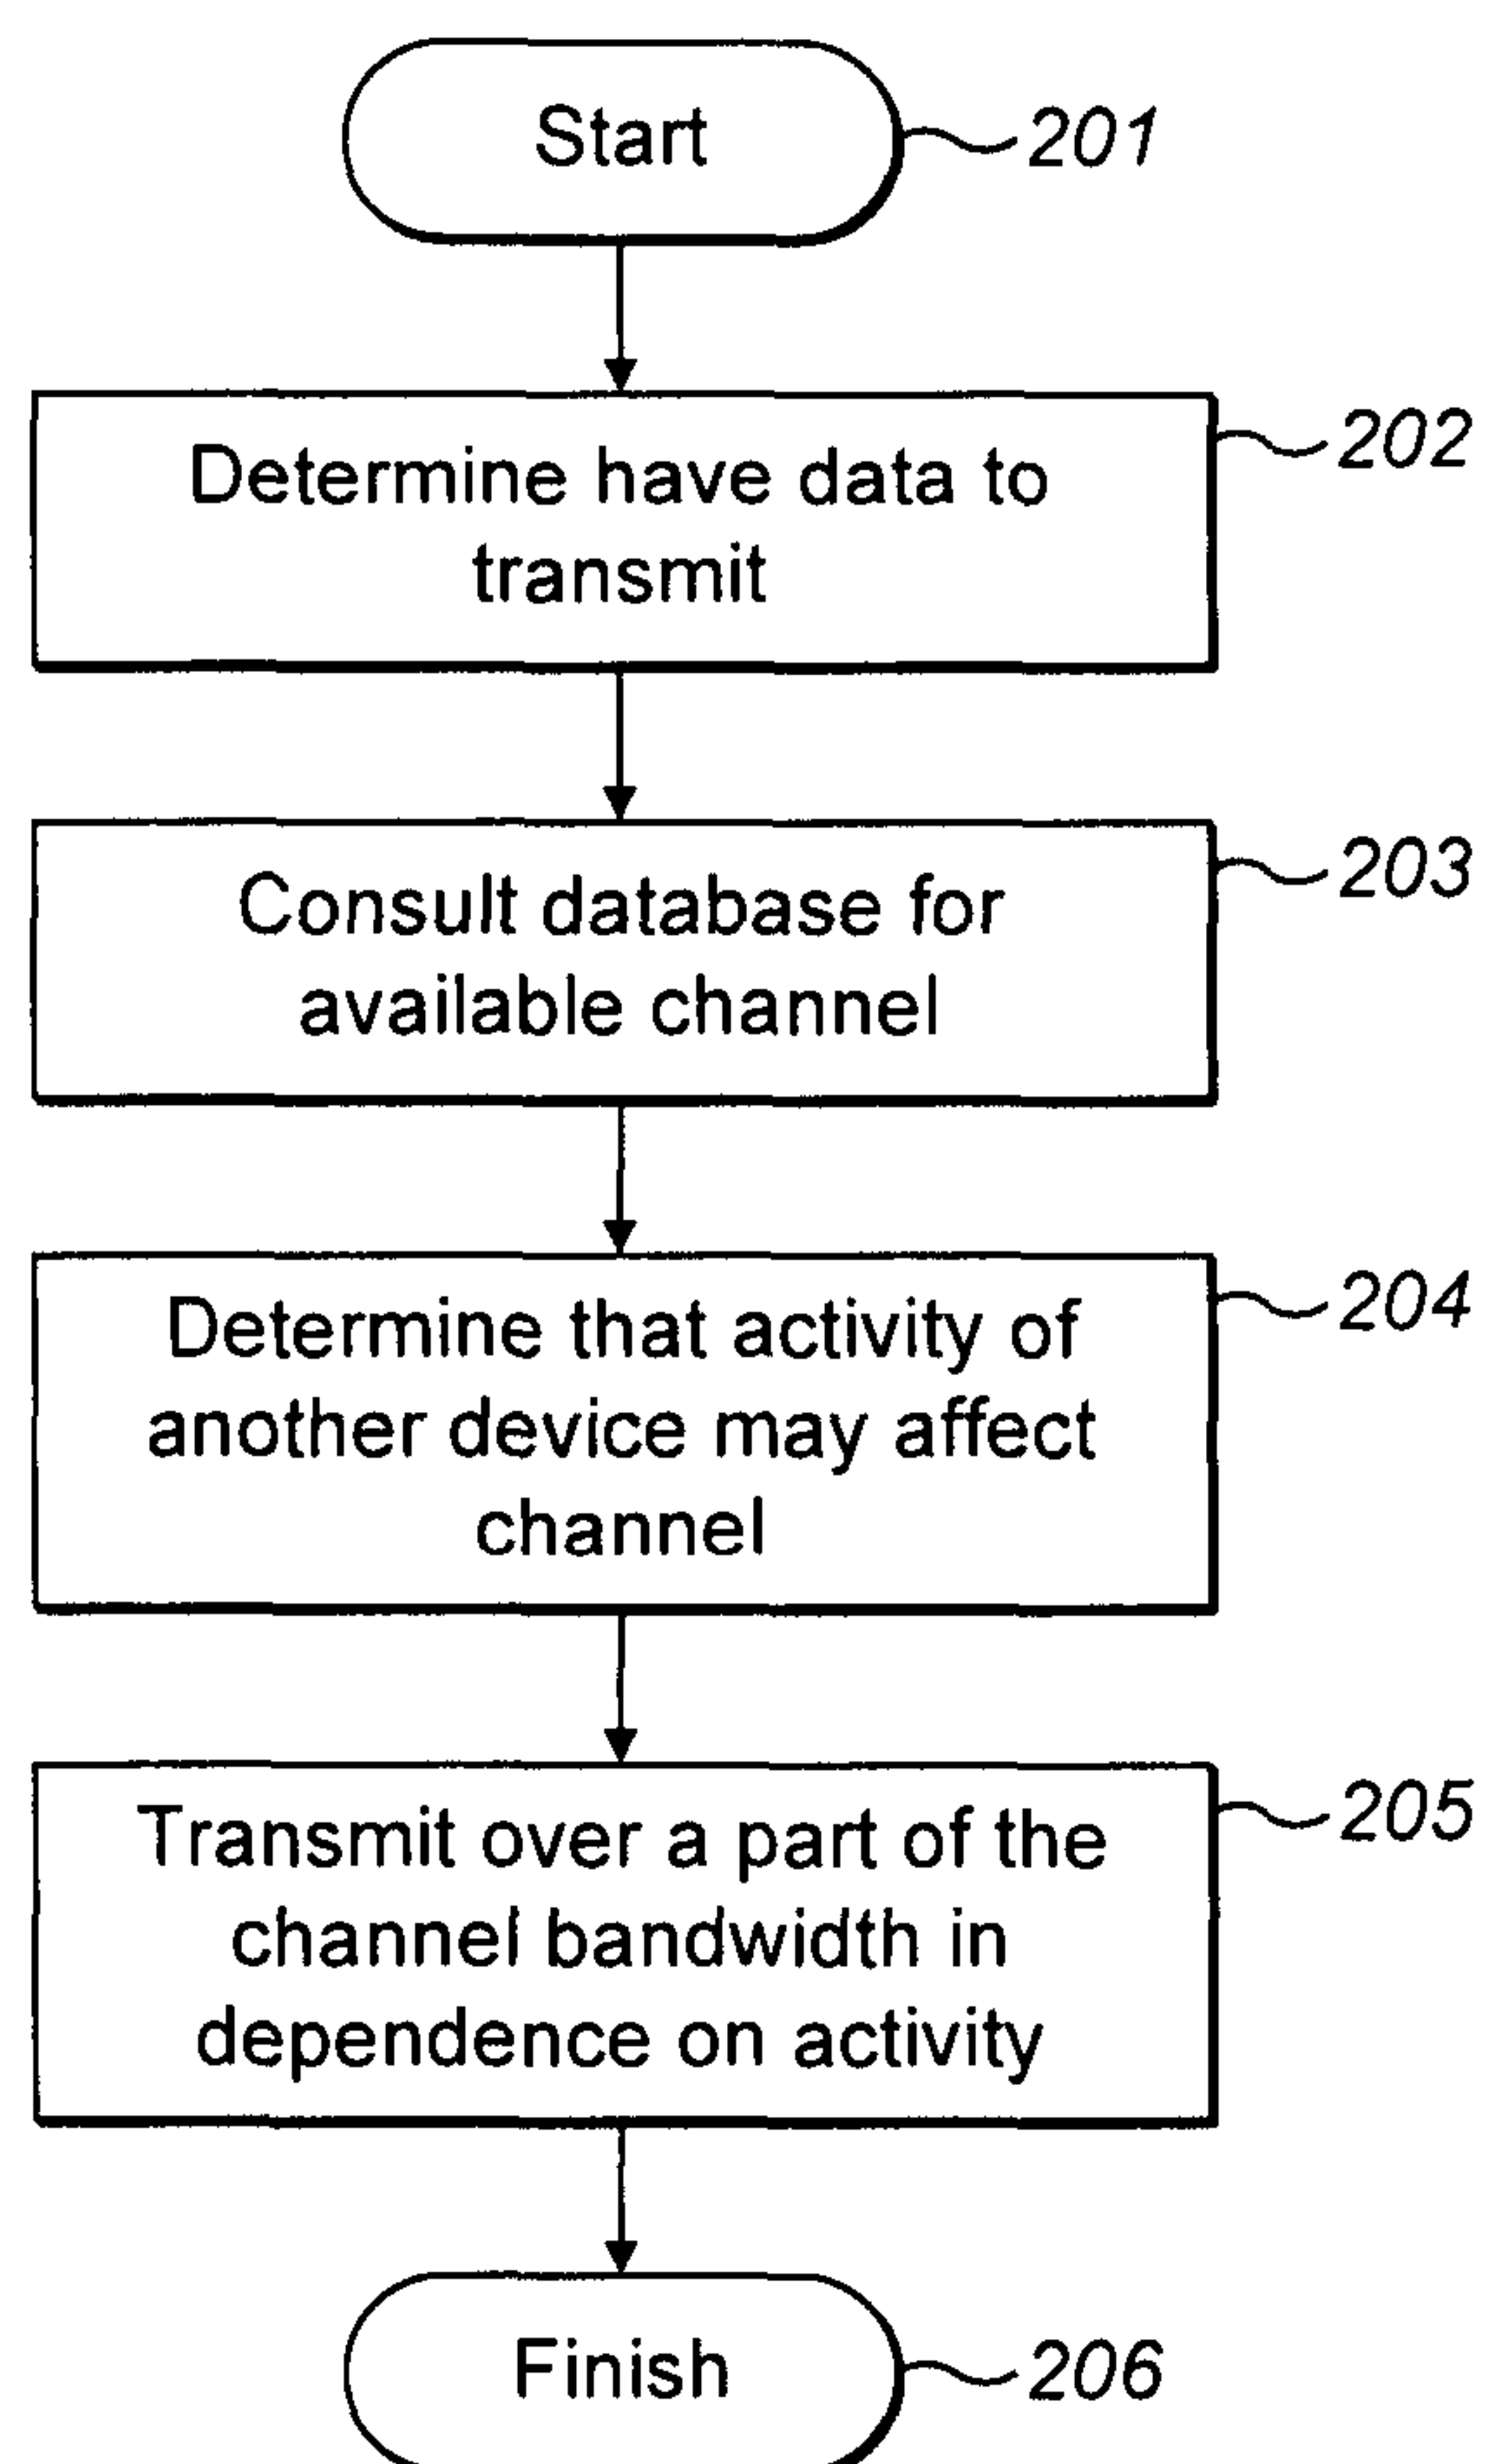 Start
201
Determine have data to
transmit
202
Consult database for
available channel
203
Determine that activity of
another device may affect
channel
204
Transmit over a part of the
channel bandwidth in
dependence on activity
205
Finish
206